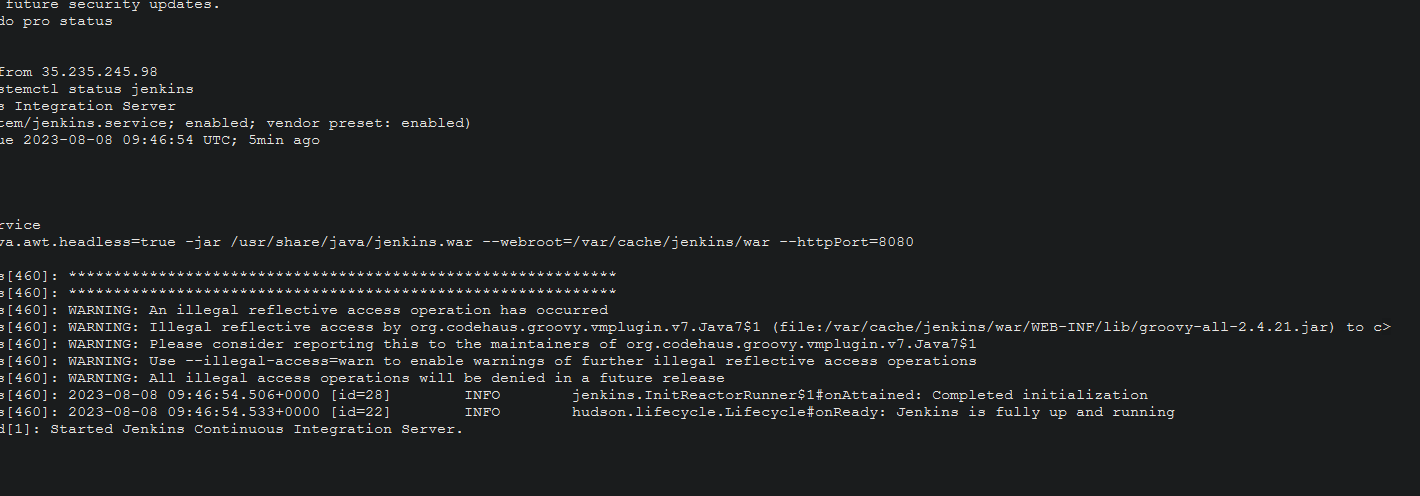 future security updates.
do pro status
from 35.235.245.98
stemctl status jenkins
s Integration Server
tem/jenkins.service; enabled; vendor preset: enabled)
ue 2023-08-08 09:46:54 UTC; 5min ago
rvice
va.awt.headless=true -jar /usr/share/java/jenkins.war --webroot=/var/cache/jenkins/war --httpPort=8080
s[460]: *************************************************************
s[460]: *************************************************************
s[460]: WARNING: An illegal reflective access operation has occurred
s[460]: WARNING: Illegal reflective access by org.codehaus.groovy.vmplugin.v7.Java7$1 (file:/var/cache/jenkins/war/WEB-INF/lib/groovy-all-2.4.21.jar) to c>
s[460]: WARNING: Please consider reporting this to the maintainers of org.codehaus.groovy.vmplugin.v7.Java7$1
s[460]: WARNING: Use --illegal-access=warn to enable warnings of further illegal reflective access operations
s[460]: WARNING: All illegal access operations will be denied in a future release
s[460]: 2023-08-08 09:46:54.506+0000 [id=28] INFO jenkins.InitReactorRunner$1#onAttained: Completed initialization
s[460]: 2023-08-08 09:46:54.533+0000 [id=22] INFO hudson.lifecycle.Lifecycle#onReady: Jenkins is fully up and running
d[1]: Started Jenkins Continuous Integration Server.